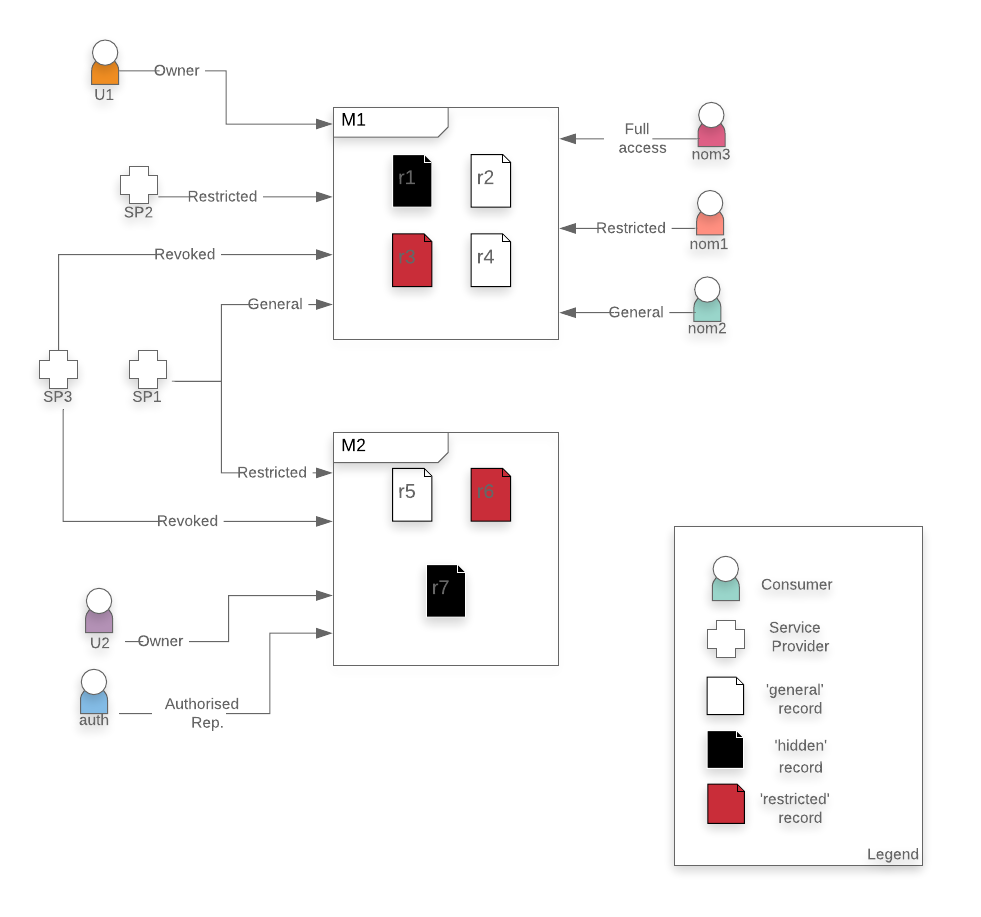 U1
Owner
M1
r1
r2
r3
r4
Full
access
nom3
SP2
Restricted
Restricted
nom1
Revoked
General
General
nom2
SP3
SP1
M2
r5
r6
r7
Restricted
Revoked
U2
Owner
auth
Authorised
Rep.
Consumer
Service
Provider
'general'
record
'hidden'
record
'restricted'
record
Legend